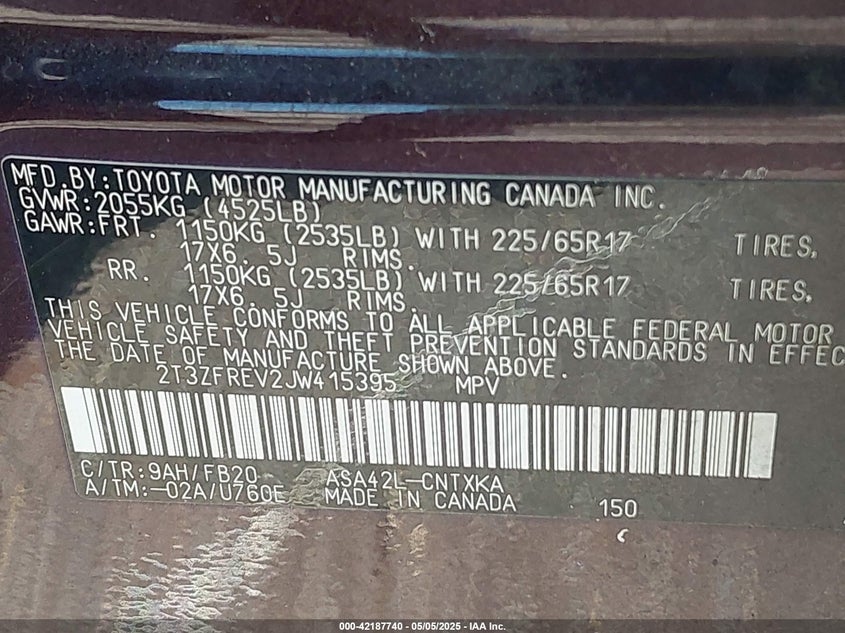 MFD.BY:TOYOTA MOTOR MANUFACTURING CANADA INC.
GVWR:2055KG (4525LB)
GAWR:FRT. 1150KG (2535LB) WITH 225/65R17 TIRES,
17X6.5J RIMS.
RR. 1150KG (2535LB) WITH 225/65R17 TIRES,
17X6.5J RIMS.
THIS VEHICLE CONFORMS TO ALL APPLICABLE FEDERAL MOTOR
VEHICLE SAFETY AND THEFT PREVENTION STANDARDS IN EFFEC
THE DATE OF MANUFACTURE SHOWN ABOVE.
2T3ZFREV2JW415395 MPV
C/TR:9AH/FB20 ASA42L-CNTXKA
A/TM:-02A/U760E MADE IN CANADA 150
000-42187740 - 05/05/2025 - IAA Inc.